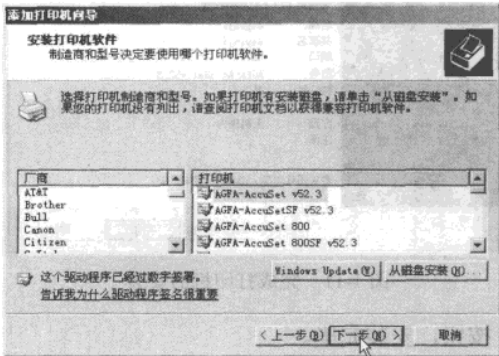 添加打印机向导
安装打印机软件
制造商和型号决定要使用哪个打印机软件。
选择打印机制造商和型号。如果打印机有安装磁盘，请单击“从磁盘安装”。如
果您的打印机没有列出，请查阅打印机文档以获得兼容打印机软件。
厂商
AT&T
Brother
Bull
Canon
Citizen
打印机
AGFA-AccuSet v52.3
AGFA-AccuSetSF v52.3
AGFA-AccuSet 800
AGFA-AccuSet 800SF v52.3
这个驱动程序已经过数字签署。
告诉我为什么驱动程序签名很重要
Windows Update(W)
从磁盘安装(H)...
<上一步(B)
下一步(N)>
取消